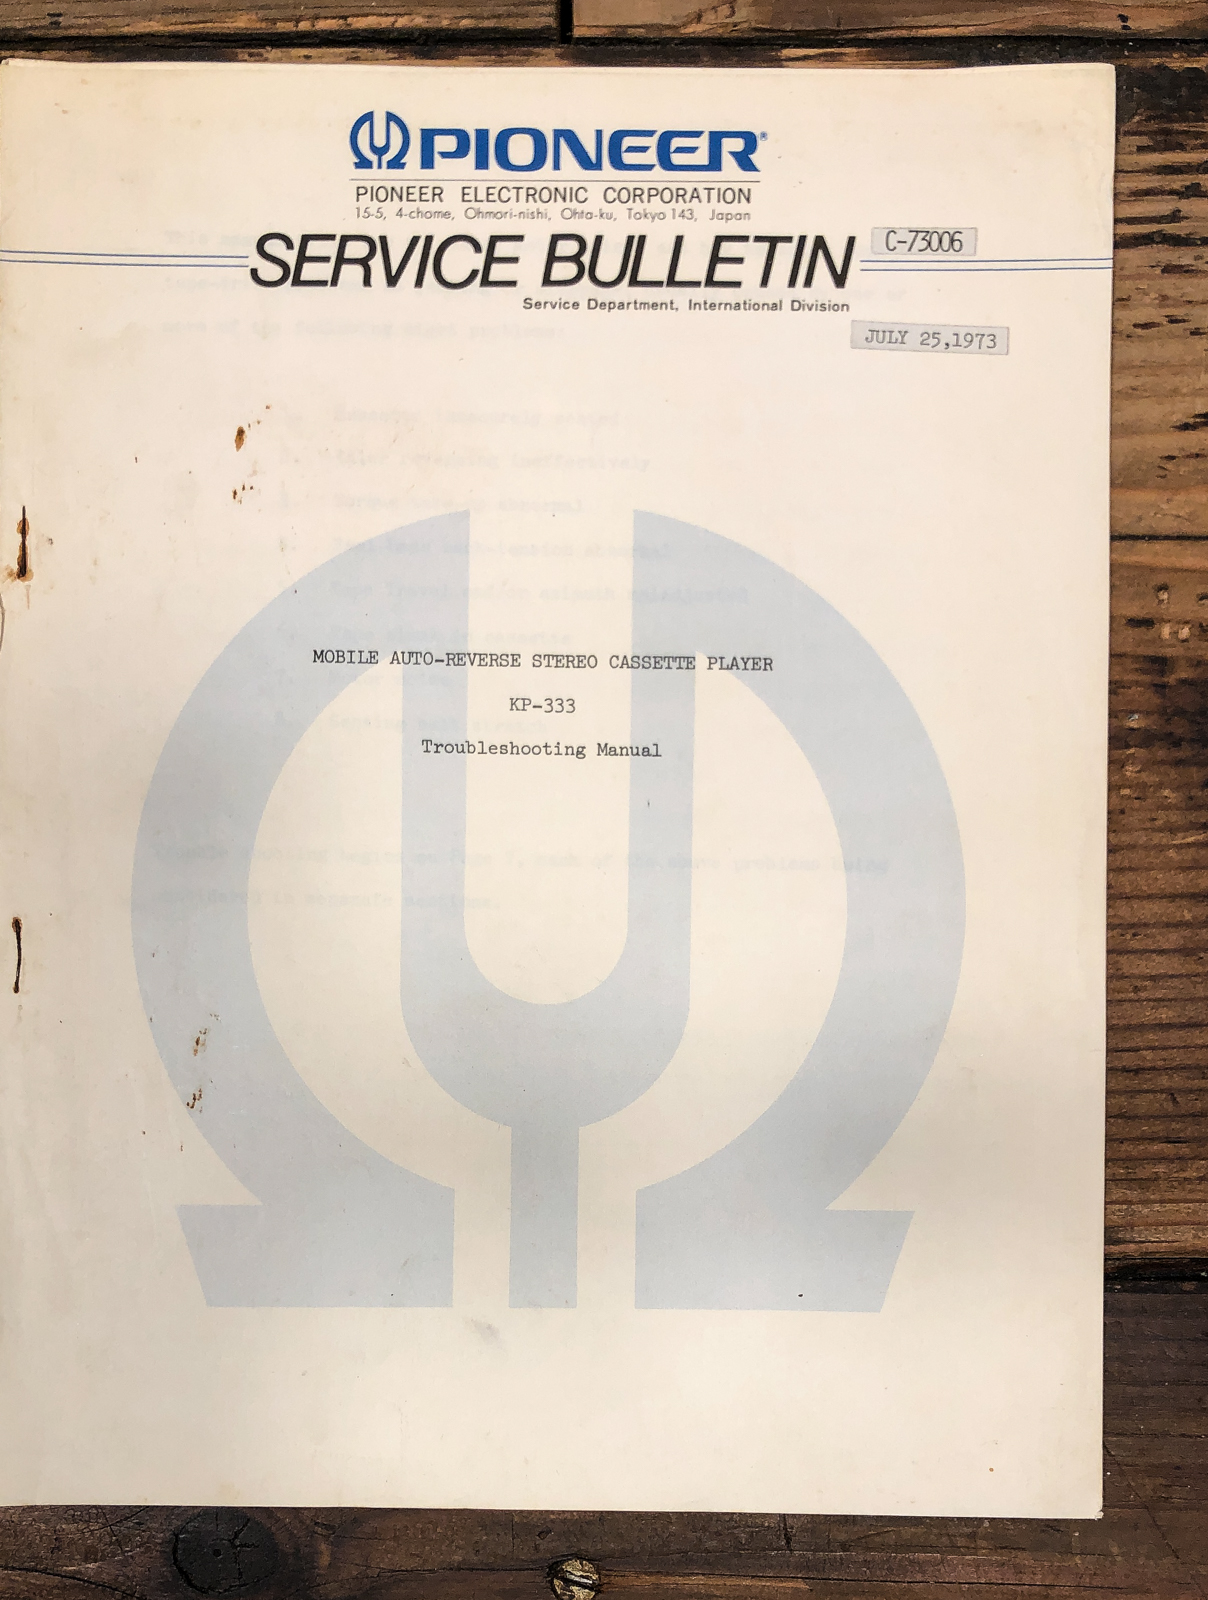 PIONEER®
PIONEER ELECTRONIC CORPORATION
15-5, 4-chome, Ohmori-nishi, Ohta-ku, Tokyo 143, Japan
SERVICE BULLETIN
C-73006
Service Department, International Division
JULY 25,1973
MOBILE AUTO-REVERSE STEREO CASSETTE PLAYER
KP-333
Troubleshooting Manual